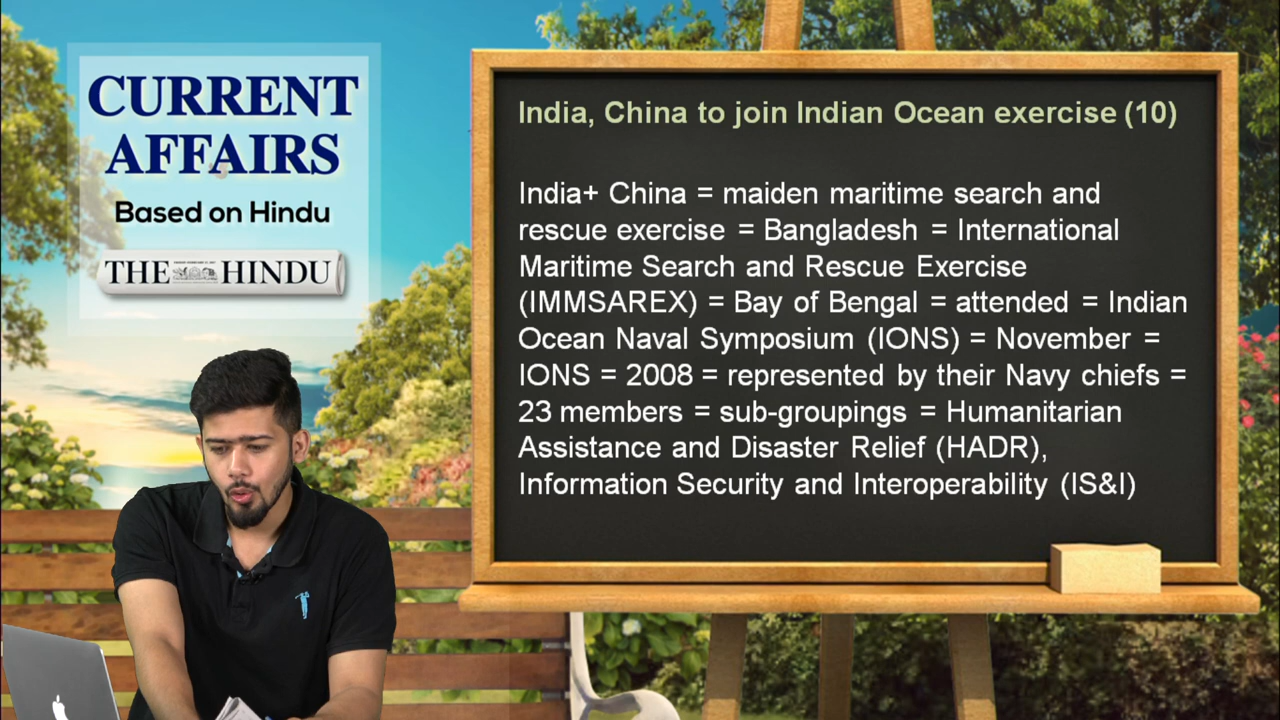 CURRENT
AFFAIRS
Based on Hindu
THE HINDU
India, China to join Indian Ocean exercise (10)
India+ China = maiden maritime search and
rescue exercise = Bangladesh = International
Maritime Search and Rescue Exercise
(IMMSAREX) = Bay of Bengal = attended = Indian
Ocean Naval Symposium (IONS) = November =
IONS = 2008 = represented by their Navy chiefs =
23 members = sub-groupings = Humanitarian
Assistance and Disaster Relief (HADR),
Information Security and Interoperability (IS&I)